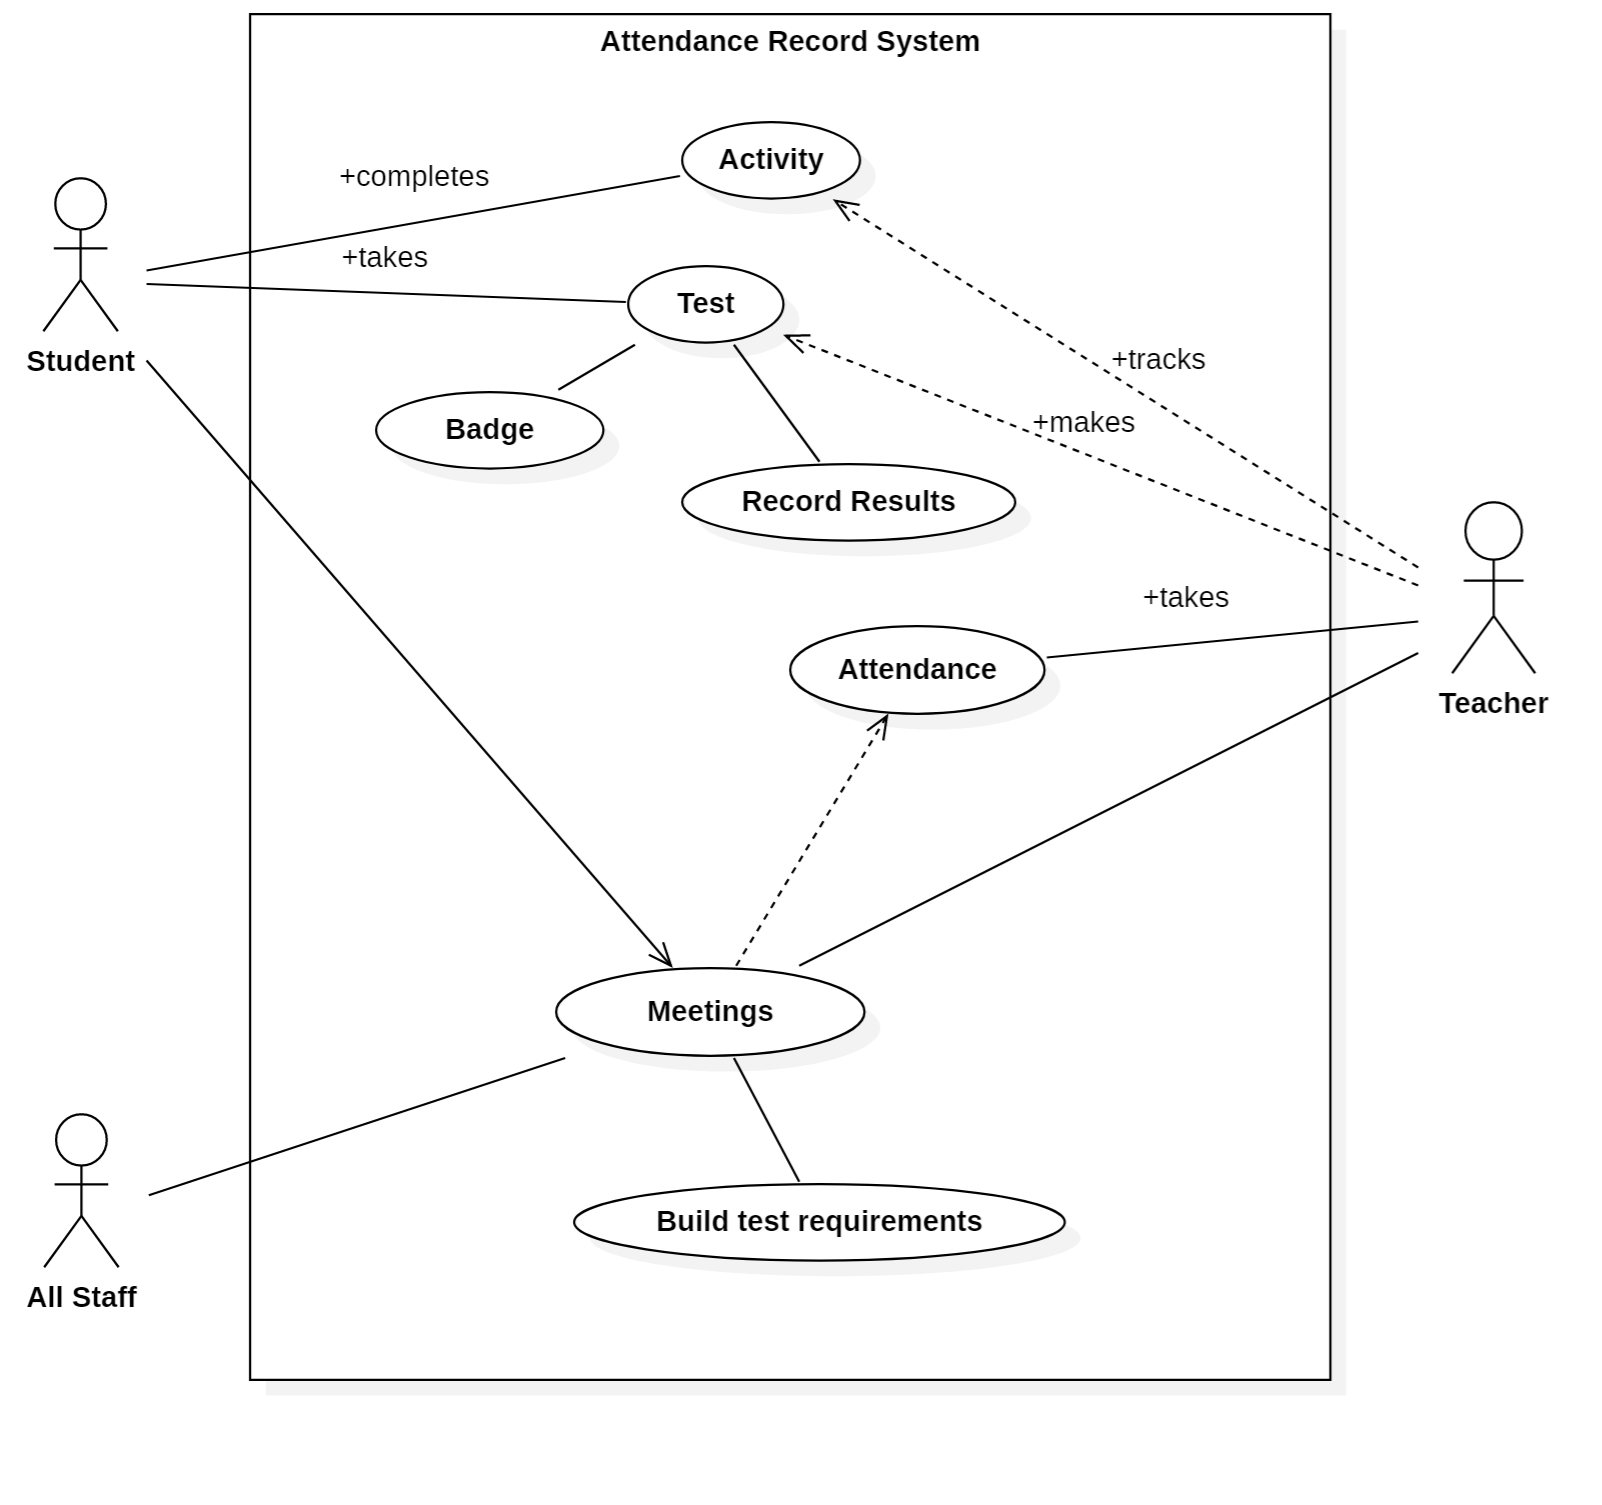 Attendance Record System
Activity
+completes
+takes
Test
Student
+tracks
+makes
Badge
Record Results
+takes
Attendance
Teacher
Meetings
Build test requirements
All Staff